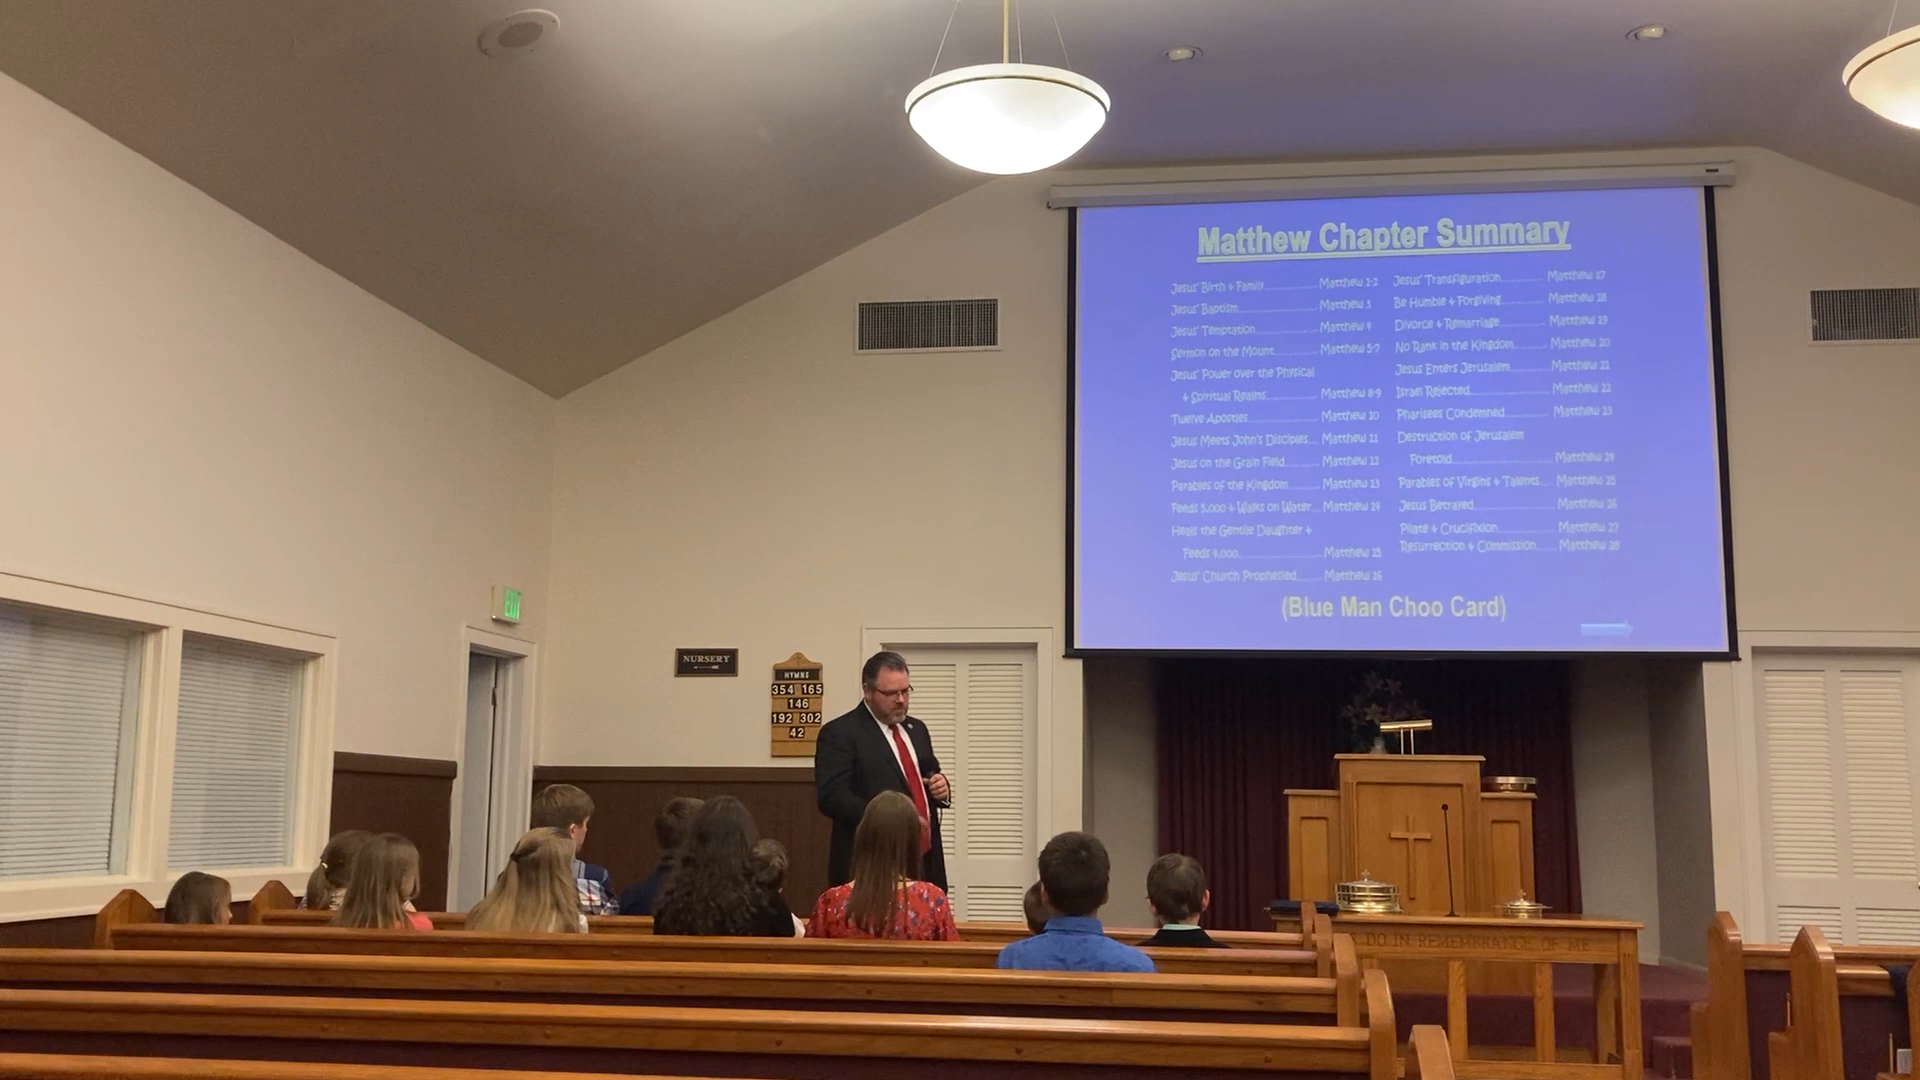 Matthew Chapter Summary
Jesus' Birth & Family.............. Matthew 1-2
Jesus' Baptism..................... Matthew 3
Jesus' Temptation................ Matthew 4
Sermon on the Mount........... Matthew 5-7
Jesus' Power over the Physical
& Spiritual Realms............. Matthew 8-9
Twelve Apostles.................. Matthew 10
Jesus Meets John's Disciples... Matthew 11
Jesus on the Grain Field......... Matthew 12
Parables of the Kingdom........ Matthew 13
Feeds 5,000 & Walks on Water... Matthew 14
Heals the Gentile Daughter &
Feeds 4,000..................... Matthew 15
Jesus' Church Prophesied....... Matthew 16
Jesus' Transfiguration............ Matthew 17
Be Humble & Forgiving........... Matthew 18
Divorce & Remarriage............ Matthew 19
No Rank in the Kingdom......... Matthew 20
Jesus Enters Jerusalem.......... Matthew 21
Israel Rejected.................... Matthew 22
Pharisees Condemned........... Matthew 23
Destruction of Jerusalem
Foretold......................... Matthew 24
Parables of Virgins & Talents.... Matthew 25
Jesus Betrayed.................... Matthew 26
Pilate & Crucifixion.............. Matthew 27
Resurrection & Commission...... Matthew 28
(Blue Man Choo Card)
EXIT
NURSERY
HYMNS
354 165
146
192 302
42
DO IN REMEMBRANCE OF ME